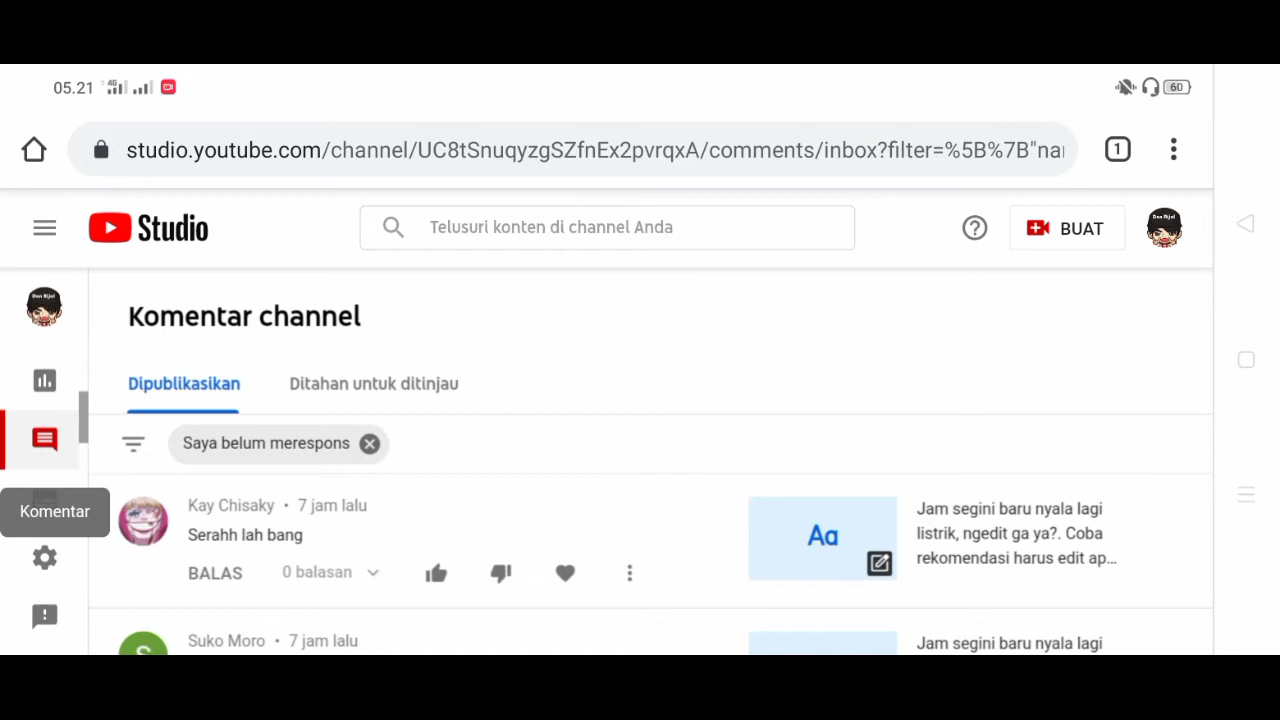 05.21 4G 60
studio.youtube.com/channel/UC8tSnuqyzgSZfnEx2pvrqxA/comments/inbox?filter=%5B%7B"nai
1
Studio
Telusuri konten di channel Anda
BUAT
Komentar channel
Dipublikasikan
Ditahan untuk ditinjau
Saya belum merespons
Komentar
Kay Chisaky • 7 jam lalu
Serahh lah bang
BALAS
0 balasan
Aa
Jam segini baru nyala lagi
listrik, ngedit ga ya?. Coba
rekomendasi harus edit ap...
S
Suko Moro • 7 jam lalu
Jam segini baru nyala lagi